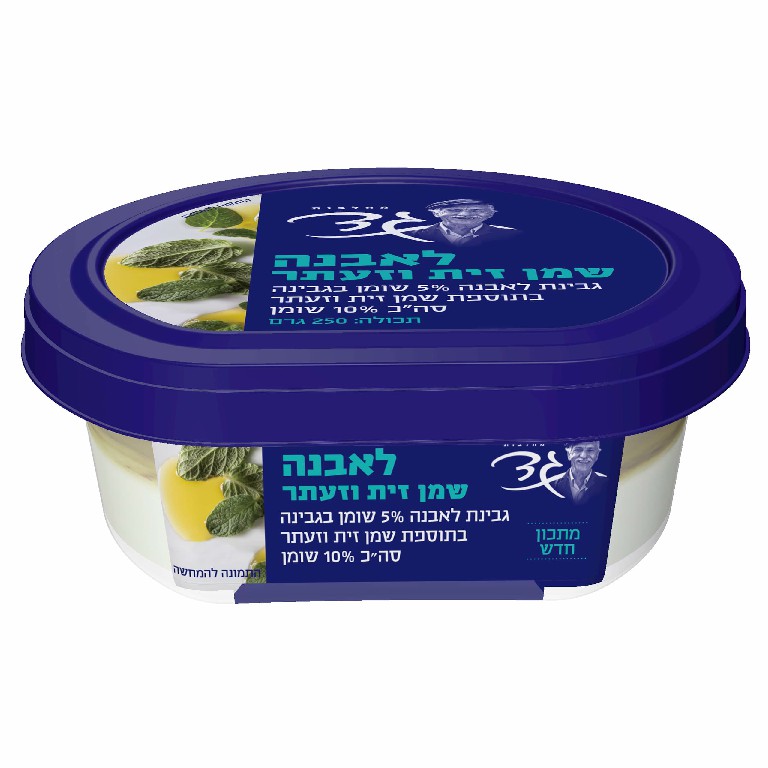 מחלבות
גד
לאבנה
שמן זית וזעתר
גבינת לאבנה 5% שומן בגבינה
בתוספת שמן זית וזעתר
סה״כ 10% שומן
תכולה: 250 גרם
מחלבות
גד
לאבנה
שמן זית וזעתר
גבינת לאבנה 5% שומן בגבינה
בתוספת שמן זית וזעתר
סה״כ 10% שומן
מתכון
חדש
התמונה להמחשה